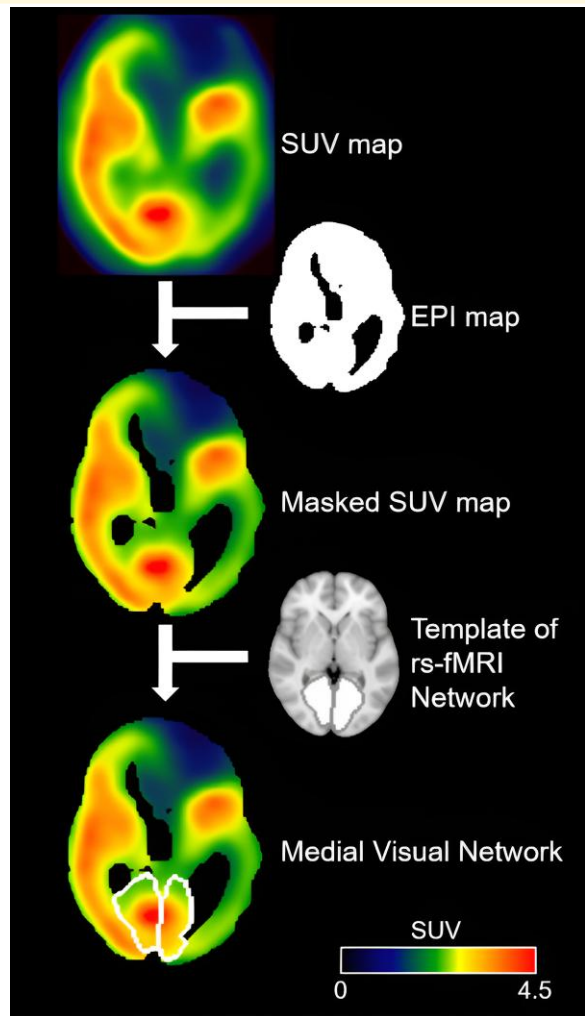 SUV map
EPI map
Masked SUV map
Template of
rs-fMRI
Network
Medial Visual Network
SUV
0
4.5